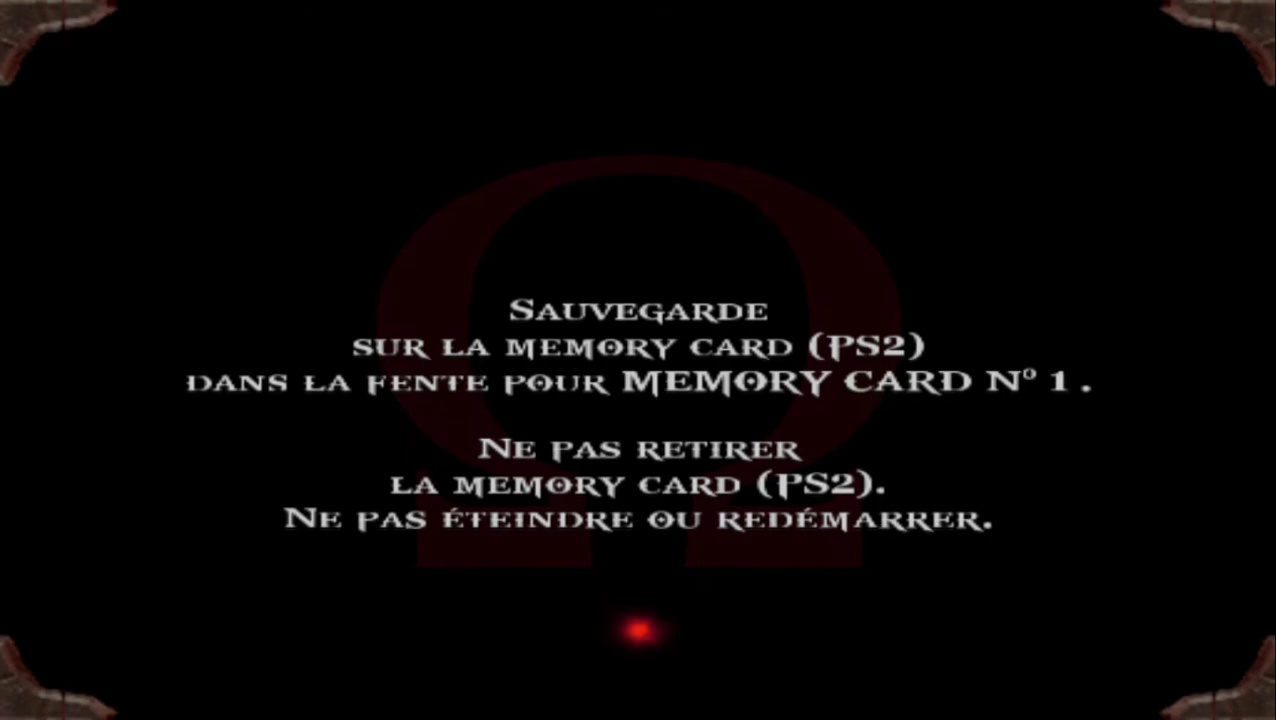 Sauvegarde
sur la memory card (PS2)
dans la fente pour MEMORY CARD Nº 1.
Ne pas retirer
la memory card (PS2).
Ne pas éteindre ou redémarrer.